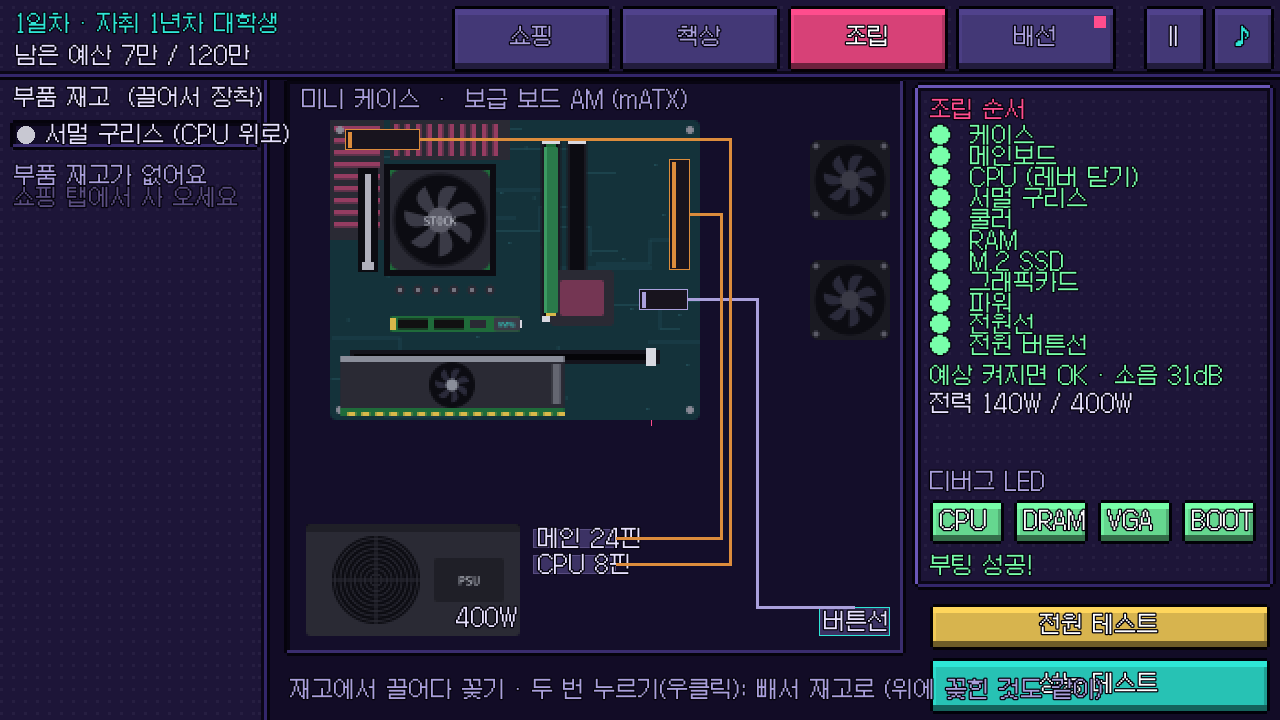 1일차 · 자취 1년차 대학생
남은 예산 7만 / 120만
쇼핑
책상
조립
배선
부품 재고 (끌어서 장착)
서멀 구리스 (CPU 위로)
부품 재고가 없어요
쇼핑 탭에서 사 오세요
미니 케이스 · 보급 보드 AM (mATX)
STOCK
메인 24핀
CPU 8핀
PSU
400W
버튼선
조립 순서
케이스
메인보드
CPU (레버 닫기)
서멀 구리스
쿨러
RAM
M.2 SSD
그래픽카드
파워
전원선
전원 버튼선
예상 켜지면 OK · 소음 31dB
전력 140W / 400W
디버그 LED
CPU
DRAM
VGA
BOOT
부팅 성공!
전원 테스트
테스트
재고에서 끌어다 꽂기 · 두 번 누르기(우클릭): 빼서 재고로 (위에 꽂힌 것도 같이)